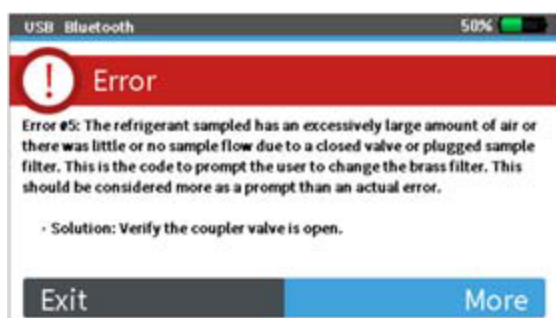 USB Bluetooth 50%
! Error
Error #5: The refrigerant sampled has an excessively large amount of air or
there was little or no sample flow due to a closed valve or plugged sample
filter. This is the code to prompt the user to change the brass filter. This
should be considered more as a prompt than an actual error.
· Solution: Verify the coupler valve is open.
Exit More